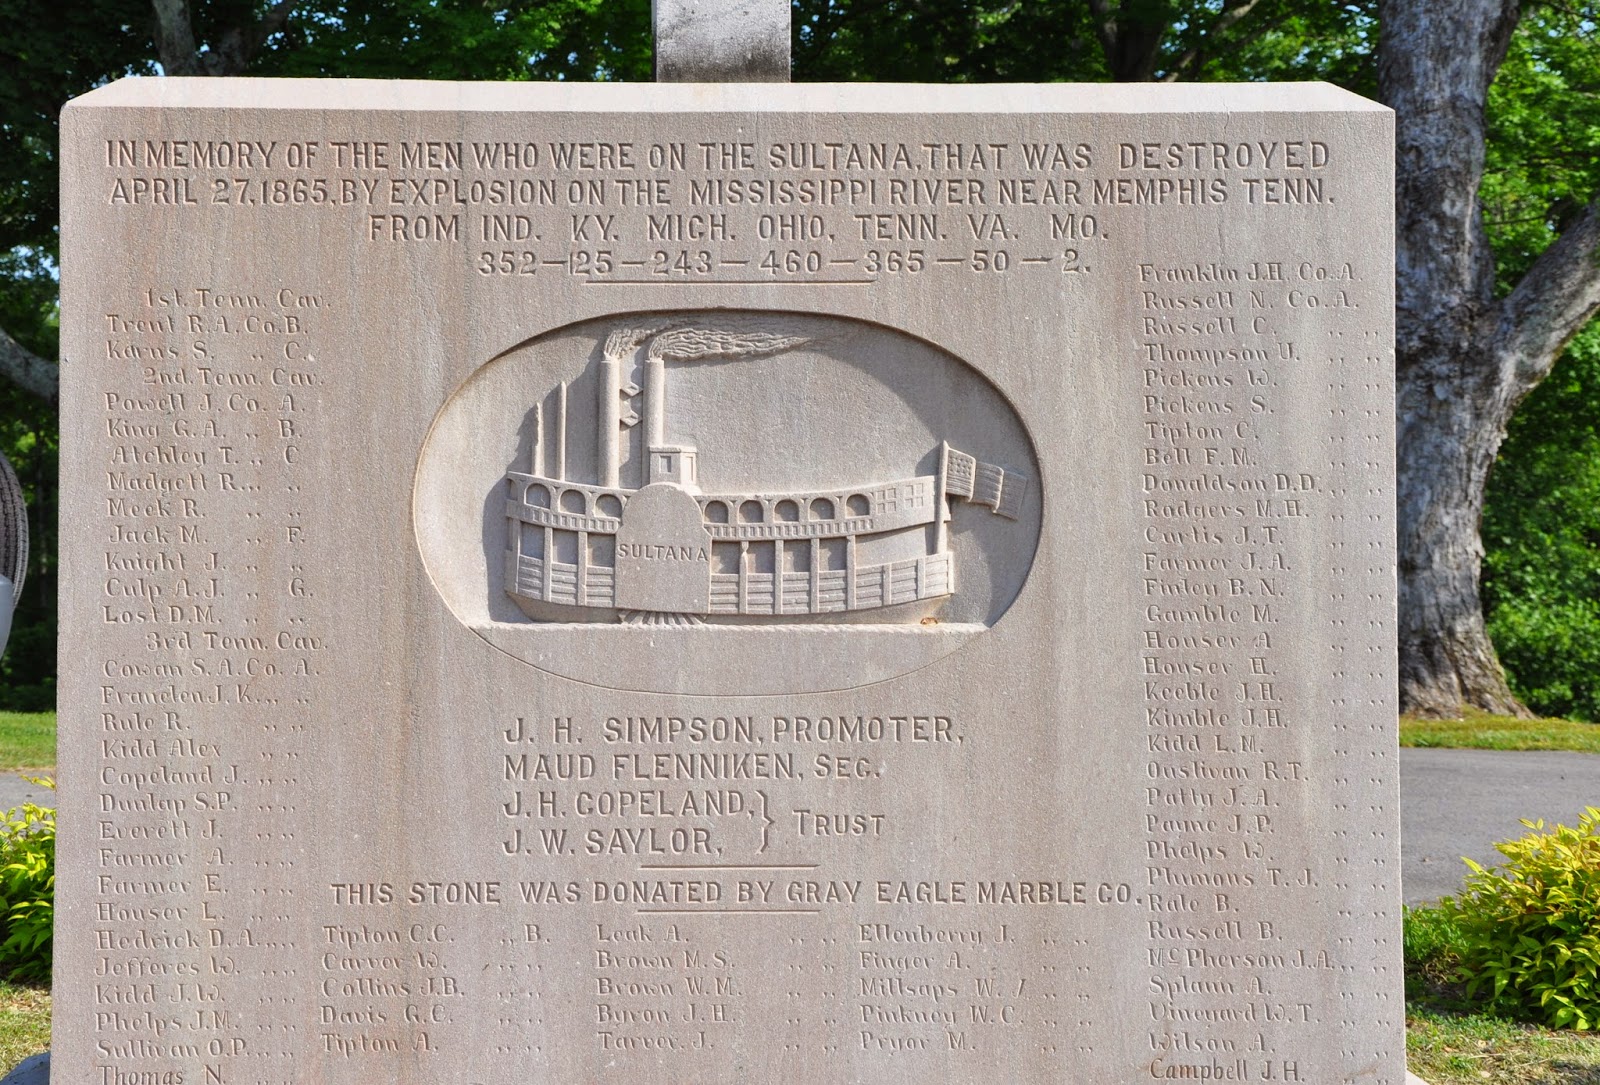 IN MEMORY OF THE MEN WHO WERE ON THE SULTANA, THAT WAS DESTROYED
APRIL 27, 1865, BY EXPLOSION ON THE MISSISSIPPI RIVER NEAR MEMPHIS TENN.
FROM IND. KY. MICH. OHIO, TENN. VA. MO.
352-125-243-460-365-50-2.
1st. Tenn. Cav.
Trent R.A. Co. B.
Karns S. ,, C.
2nd. Tenn. Cav.
Powell J. Co. A.
King G.A. ,, B.
Atchley T. ,, C
Madgett R. ,, ,,
Meek R. ,, ,,
Jack M. ,, F.
Knight J. ,, ,,
Culp A.J. ,, G.
Lost D.M. ,, ,,
3rd Tenn. Cav.
Cowan S.A. Co. A.
Franden J.K. ,, ,,
Rule R. ,, ,,
Kidd Alex ,, ,,
Copeland J. ,, ,,
Dunlap S.P. ,, ,,
Everett J. ,, ,,
Farmer A. ,, ,,
Farmer E. ,, ,,
Houser L. ,, ,,
Hedrick D.A. ,, ,,
Jefferes W. ,, ,,
Kidd J.W. ,, ,,
Phelps J.M. ,, ,,
Sullivan O.P. ,, ,,
Thomas N. ,, ,,
SULTANA
J. H. SIMPSON, PROMOTER,
MAUD FLENNIKEN, SEC.
J.H. COPELAND,
J.W. SAYLOR, } TRUST
THIS STONE WAS DONATED BY GRAY EAGLE MARBLE CO.
Tipton C.C. ,, B.
Carver W. ,, ,,
Collins J.B. ,, ,,
Davis G.C. ,, ,,
Tipton A. ,, ,,
Leak A. ,, ,,
Brown M.S. ,, ,,
Brown W.M. ,, ,,
Byron J.H. ,, ,,
Tarver J. ,, ,,
Ellenberry J. ,, ,,
Finger A. ,, ,,
Millsaps W. J ,, ,,
Pinkney W.C. ,, ,,
Pryor M. ,, ,,
Franklin J.H. Co. A.
Russell N. Co. A.
Russell C. ,, ,,
Thompson U. ,, ,,
Pickens W. ,, ,,
Pickens S. ,, ,,
Tipton C. ,, ,,
Bell F.M. ,, ,,
Donaldson D.D. ,, ,,
Rodgers M.H. ,, ,,
Curtis J.T. ,, ,,
Farmer J.A. ,, ,,
Finley B.N. ,, ,,
Gamble M. ,, ,,
Houser A ,, ,,
Houser H. ,, ,,
Keeble J.H. ,, ,,
Kimble J.H. ,, ,,
Kidd L.M. ,, ,,
Ouslivan R.T. ,, ,,
Patty J.A. ,, ,,
Payne J.P. ,, ,,
Phelps W. ,, ,,
Plumons T. J. ,, ,,
Rule B. ,, ,,
Russell B. ,, ,,
McPherson J.A. ,, ,,
Splann A. ,, ,,
Vineyard W.T. ,, ,,
Wilson A. ,, ,,
Campbell J.H. ,, ,,